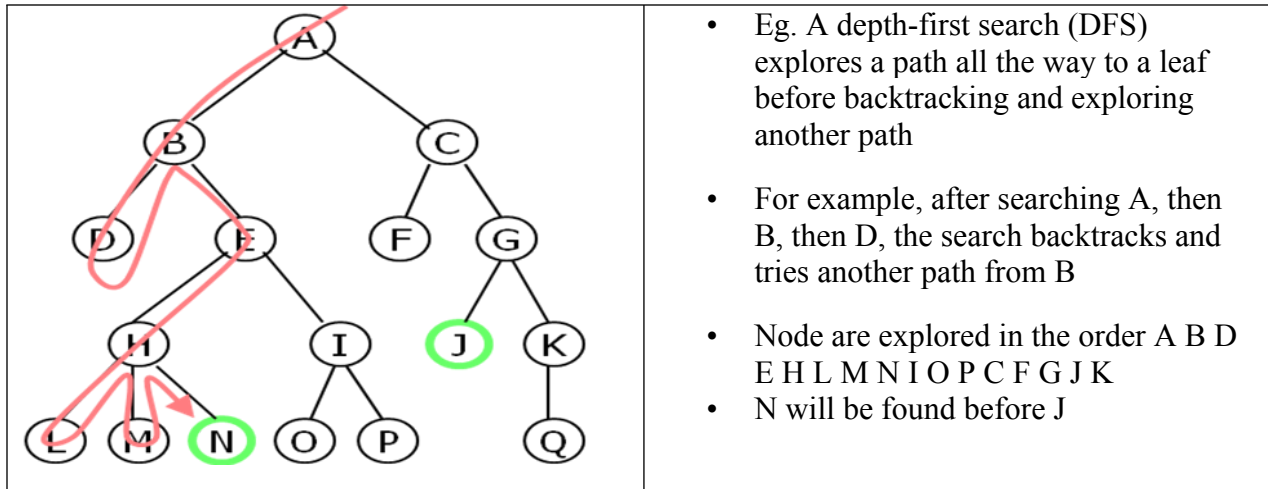 A
B C
D E F G
H I J K
L M N O P Q
• Eg. A depth-first search (DFS)
explores a path all the way to a leaf
before backtracking and exploring
another path
• For example, after searching A, then
B, then D, the search backtracks and
tries another path from B
• Node are explored in the order A B D
E H L M N I O P C F G J K
• N will be found before J